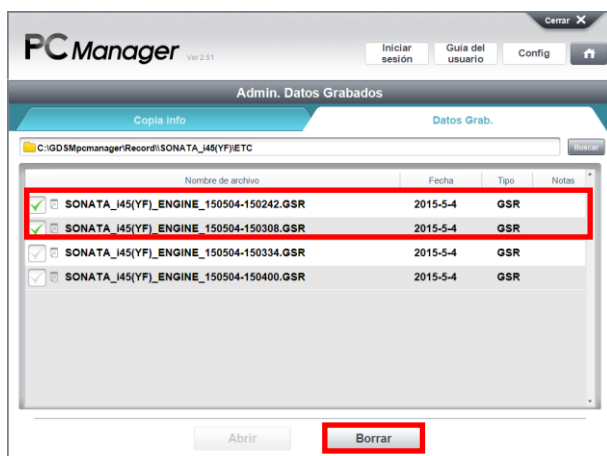 Cerrar X
PC Manager Ver 2.51
Iniciar sesión
Guía del usuario
Config
Admin. Datos Grabados
Copia info
Datos Grab.
C:\GDSMpcmanager\Record\\SONATA_i45(YF)\ETC
Buscar
Nombre de archivo Fecha Tipo Notas
SONATA_i45(YF)_ENGINE_150504-150242.GSR 2015-5-4 GSR
SONATA_i45(YF)_ENGINE_150504-150308.GSR 2015-5-4 GSR
SONATA_i45(YF)_ENGINE_150504-150334.GSR 2015-5-4 GSR
SONATA_i45(YF)_ENGINE_150504-150400.GSR 2015-5-4 GSR
Abrir Borrar